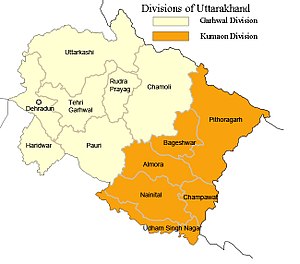 Divisions of Uttarakhand
Garhwal Division
Kumaon Division
Uttarkashi
Rudra
Prayag
Chamoli
Tehri
Garhwal
Dehradun
Haridwar
Pauri
Pithoragarh
Bageshwar
Almora
Nainital
Champawat
Udham Singh Nagar